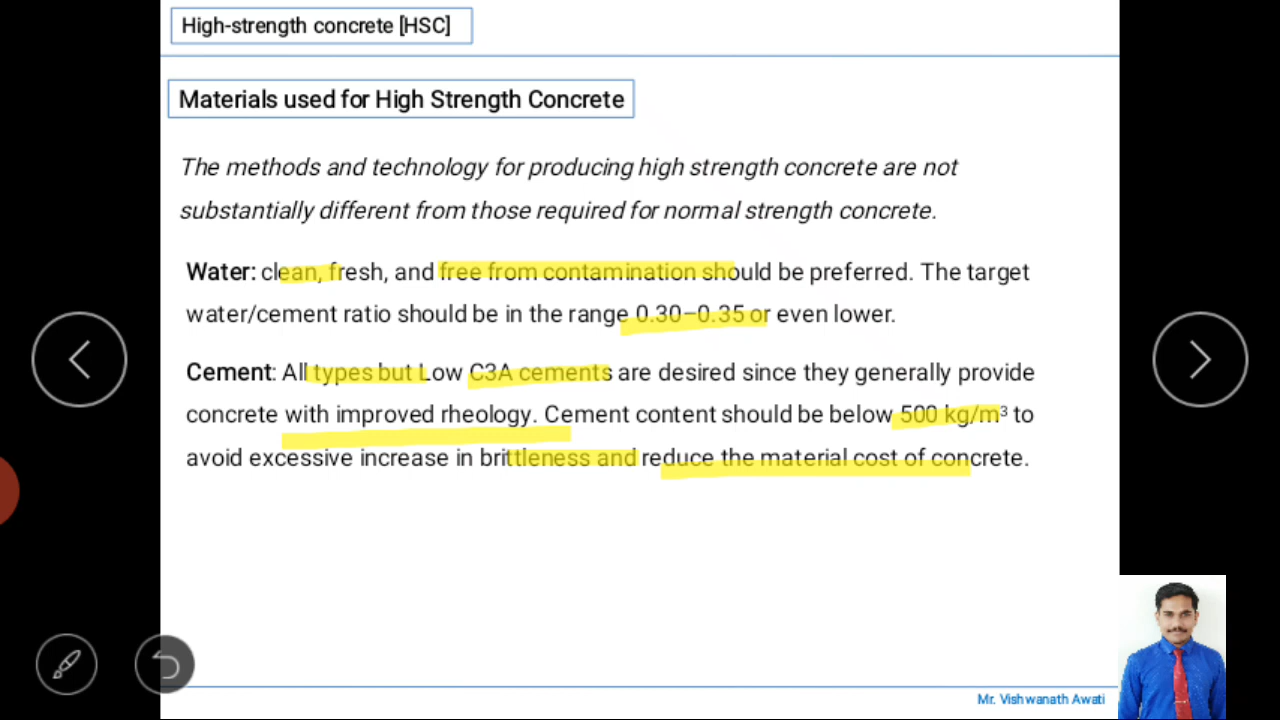 High-strength concrete [HSC]
Materials used for High Strength Concrete
The methods and technology for producing high strength concrete are not
substantially different from those required for normal strength concrete.
Water: clean, fresh, and free from contamination should be preferred. The target
water/cement ratio should be in the range 0.30–0.35 or even lower.
Cement: All types but Low C3A cements are desired since they generally provide
concrete with improved rheology. Cement content should be below 500 kg/m³ to
avoid excessive increase in brittleness and reduce the material cost of concrete.
Mr. Vishwanath Awati